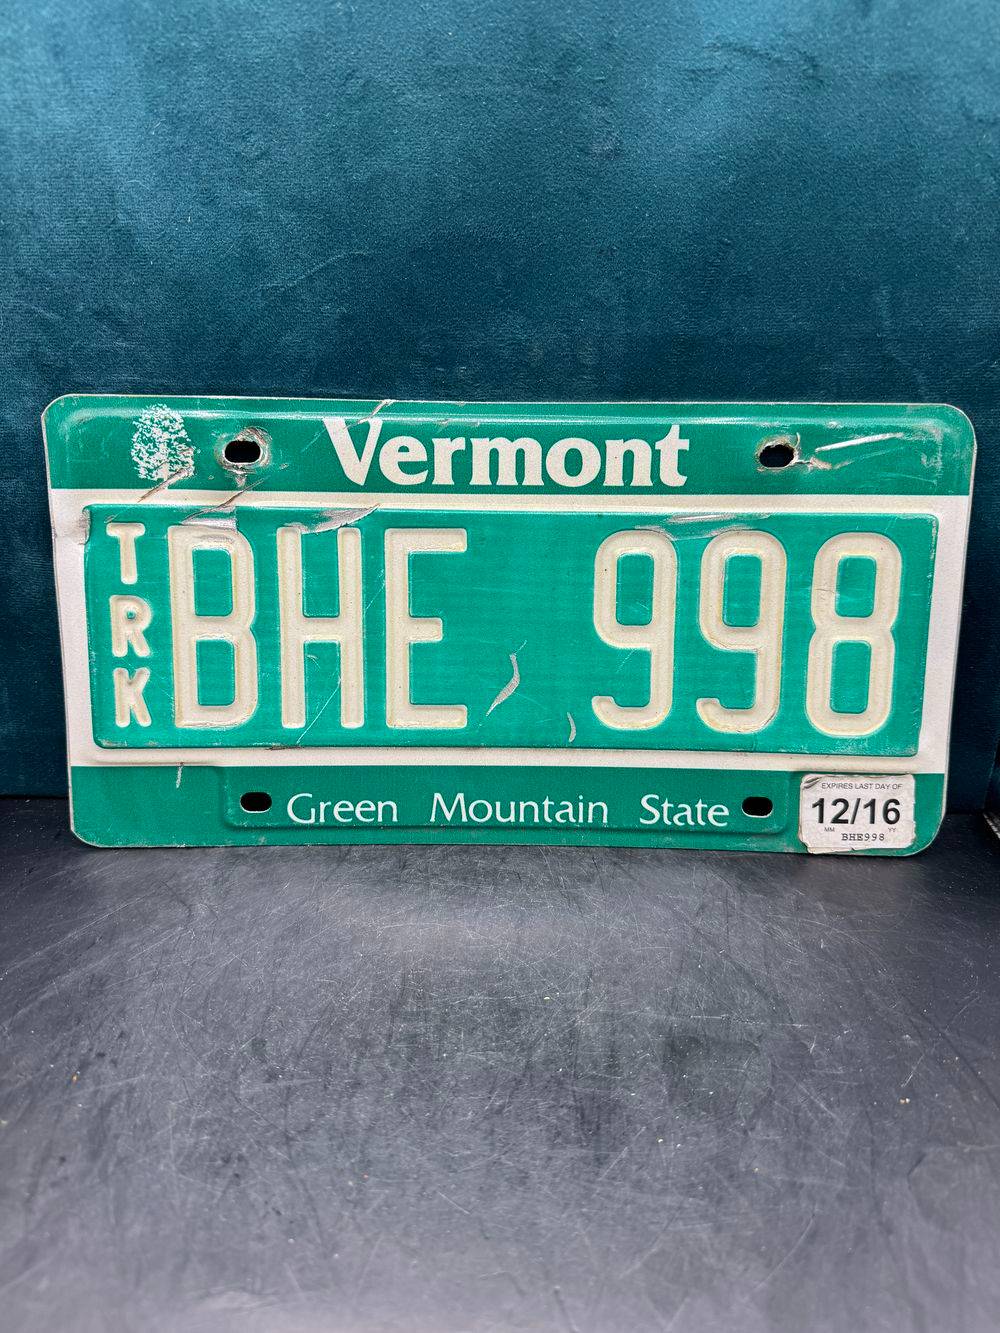 Vermont
TRK
BHE 998
Green Mountain State
EXPIRES LAST DAY OF
12/16
MM YY
BHE998